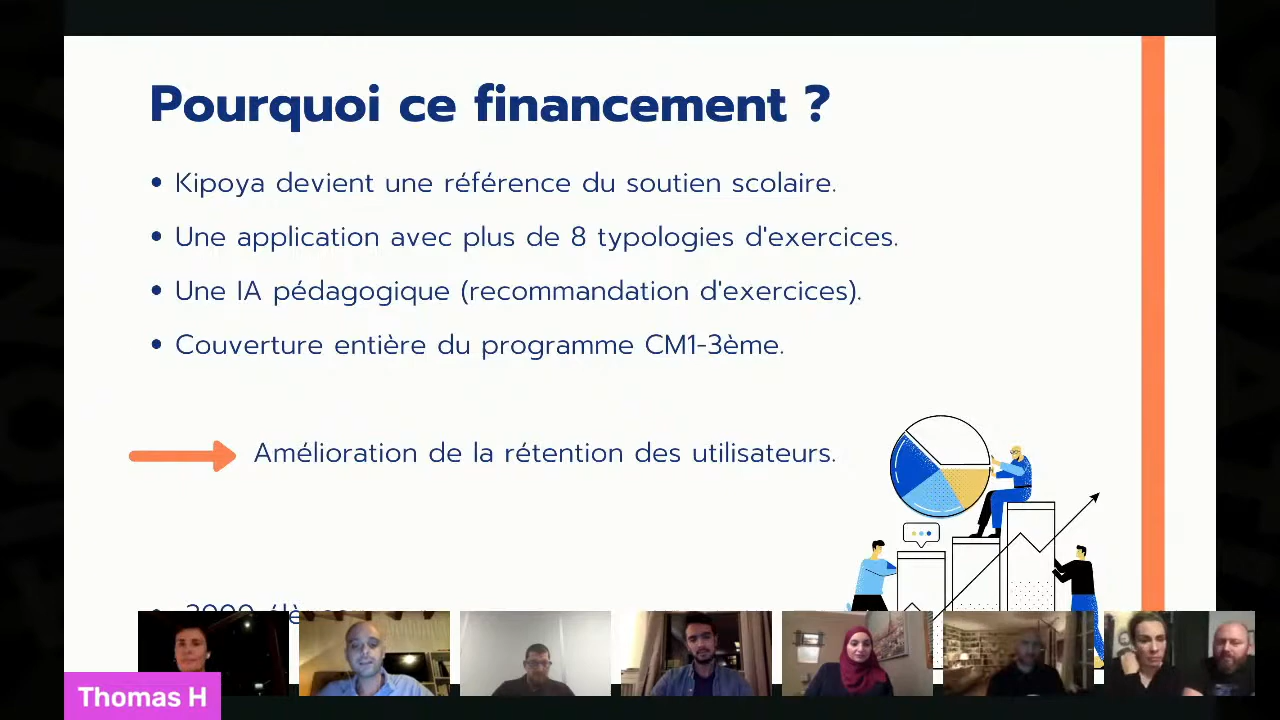 Pourquoi ce financement ?
• Kipoya devient une référence du soutien scolaire.
• Une application avec plus de 8 typologies d'exercices.
• Une IA pédagogique (recommandation d'exercices).
• Couverture entière du programme CM1-3ème.
Amélioration de la rétention des utilisateurs.
Thomas H